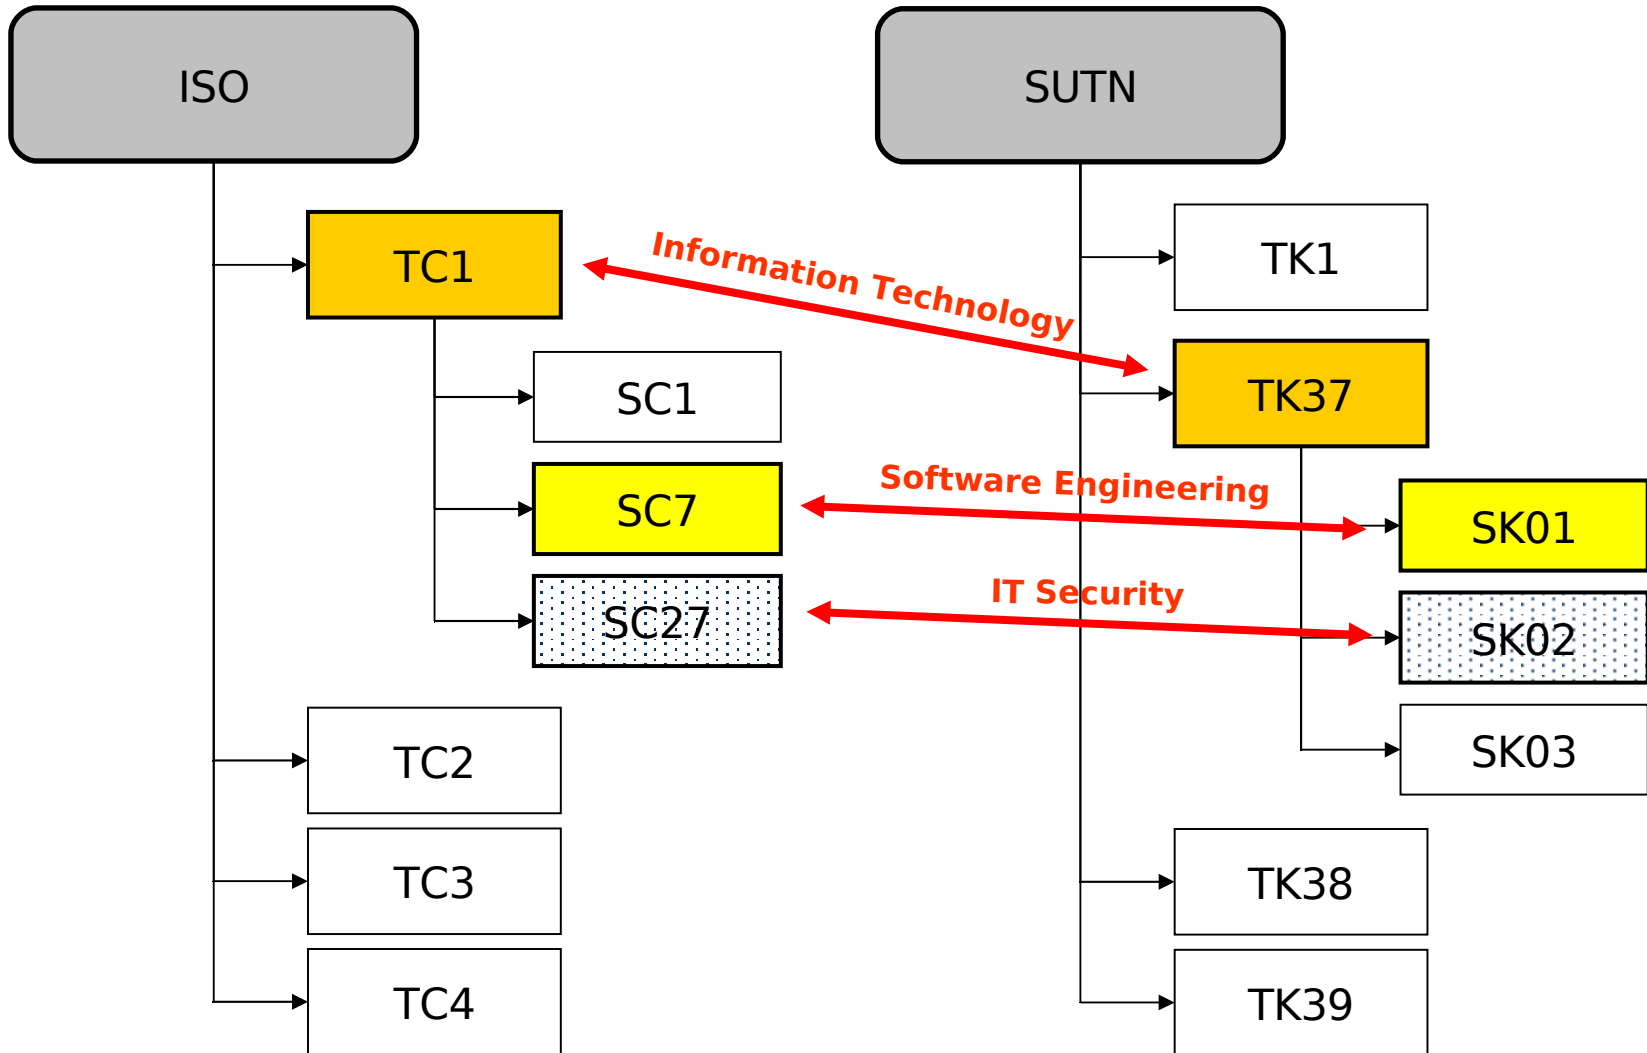 ISO
SUTN
TC1
Information Technology
TK1
TK37
SC1
SC7
Software Engineering
SK01
SC27
IT Security
SK02
SK03
TC2
TC3
TK38
TC4
TK39